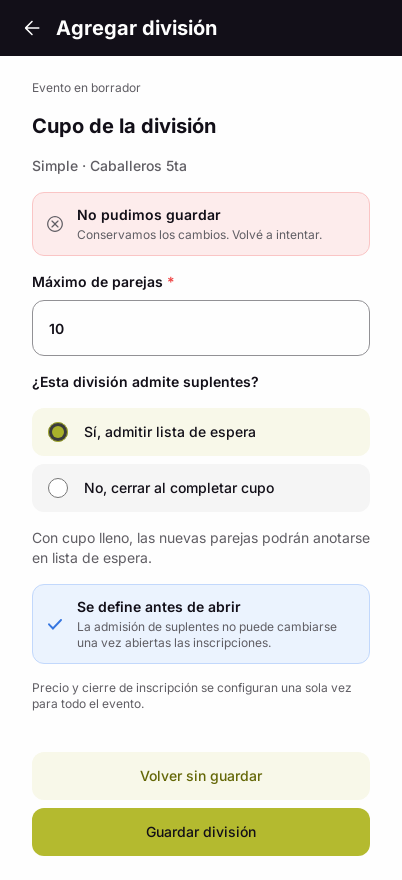 Agregar división
Evento en borrador
Cupo de la división
Simple · Caballeros 5ta
No pudimos guardar
Conservamos los cambios. Volvé a intentar.
Máximo de parejas *
10
¿Esta división admite suplentes?
Sí, admitir lista de espera
No, cerrar al completar cupo
Con cupo lleno, las nuevas parejas podrán anotarse
en lista de espera.
Se define antes de abrir
La admisión de suplentes no puede cambiarse
una vez abiertas las inscripciones.
Precio y cierre de inscripción se configuran una sola vez
para todo el evento.
Volver sin guardar
Guardar división